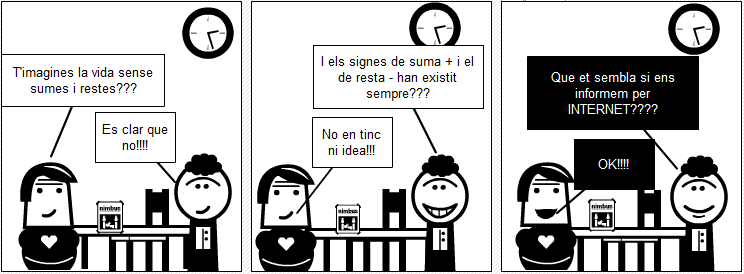 T'imagines la vida sense
sumes i restes???
Es clar que
no!!!!
nimbus
I els signes de suma + i el
de resta - han existit
sempre???
No en tinc
ni idea!!!
nimbus
Que et sembla si ens
informem per
INTERNET????
OK!!!!
nimbus